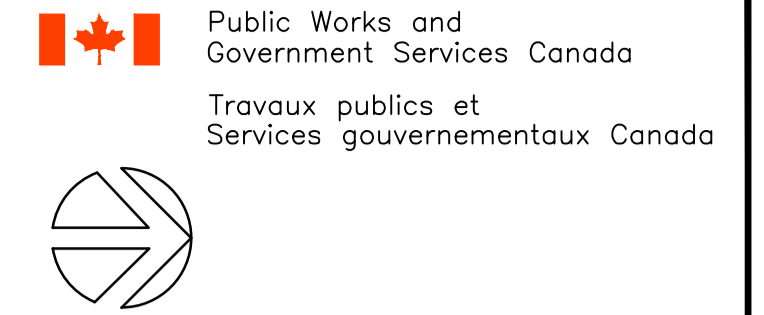 Public Works and
Government Services Canada
Travaux publics et
Services gouvernementaux Canada